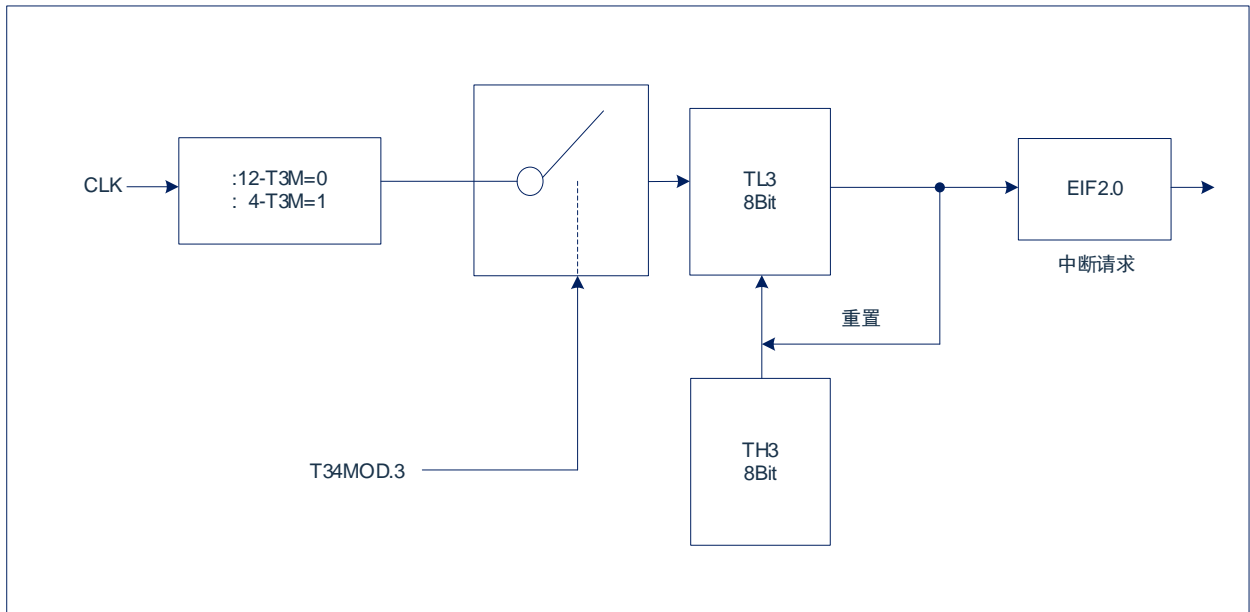 CLK
:12-T3M=0
: 4-T3M=1
TL3
8Bit
EIF2.0
中断请求
重置
TH3
8Bit
T34MOD.3